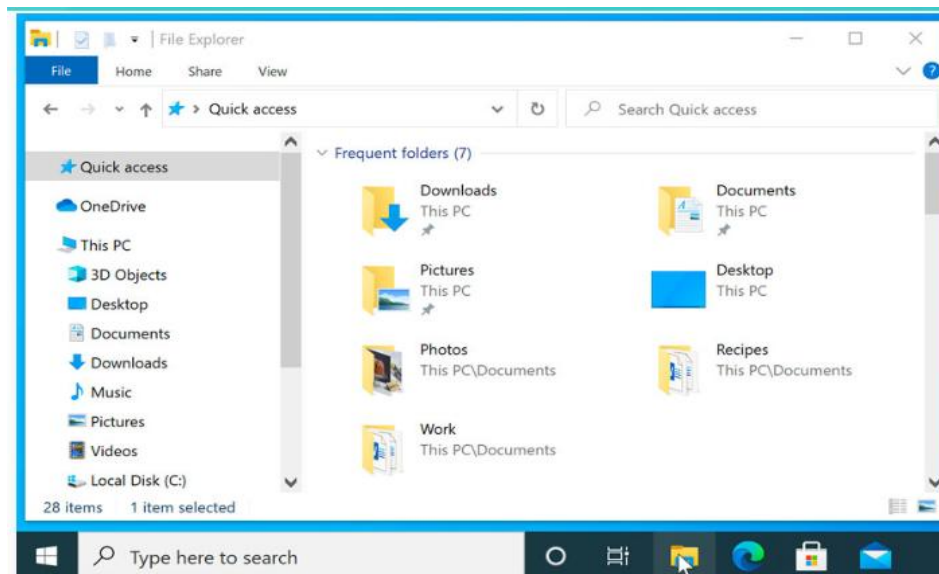 File Explorer
File Home Share View
Quick access
Search Quick access
Quick access
OneDrive
This PC
3D Objects
Desktop
Documents
Downloads
Music
Pictures
Videos
Local Disk (C:)
Frequent folders (7)
Downloads
This PC
Documents
This PC
Pictures
This PC
Desktop
This PC
Photos
This PC\Documents
Recipes
This PC\Documents
Work
This PC\Documents
28 items 1 item selected
Type here to search